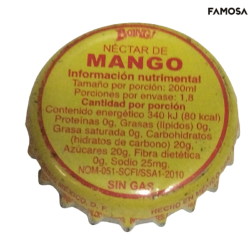 FAMOSA
BOING!
NÉCTAR DE
MANGO
Información nutrimental
Tamaño por porción: 200ml
Porciones por envase: 1,8
Cantidad por porción
Contenido energético 340 kJ (80 kcal)
Proteínas 0g, Grasas (lípidos) 0g,
Grasa saturada 0g, Carbohidratos
(hidratos de carbono) 20g,
Azúcares 20g, Fibra dietética
0g, Sodio 25mg.
NOM-051-SCFI/SSA1-2010
SIN GAS
HECHO EN